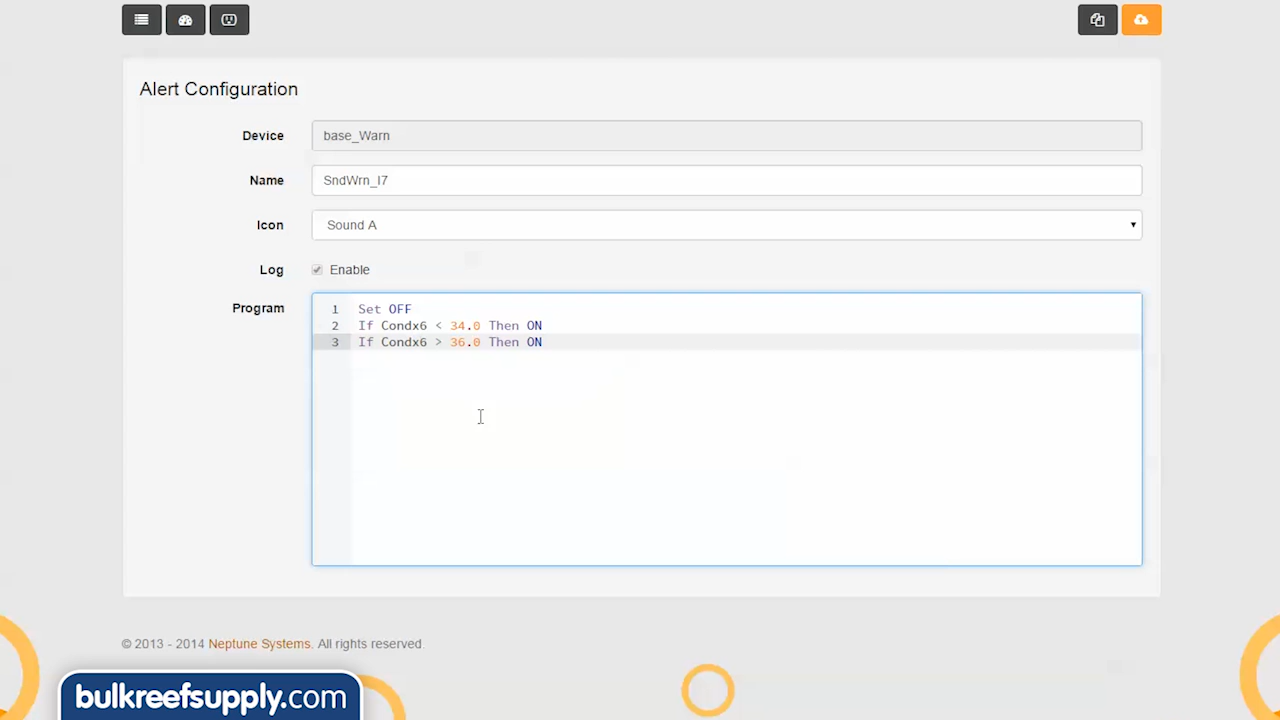 Alert Configuration
Device base_Warn
Name SndWrn_I7
Icon Sound A
Log Enable
Program
1 Set OFF
2 If Condx6 < 34.0 Then ON
3 If Condx6 > 36.0 Then ON
© 2013 - 2014 Neptune Systems. All rights reserved
bulkreefsupply.com